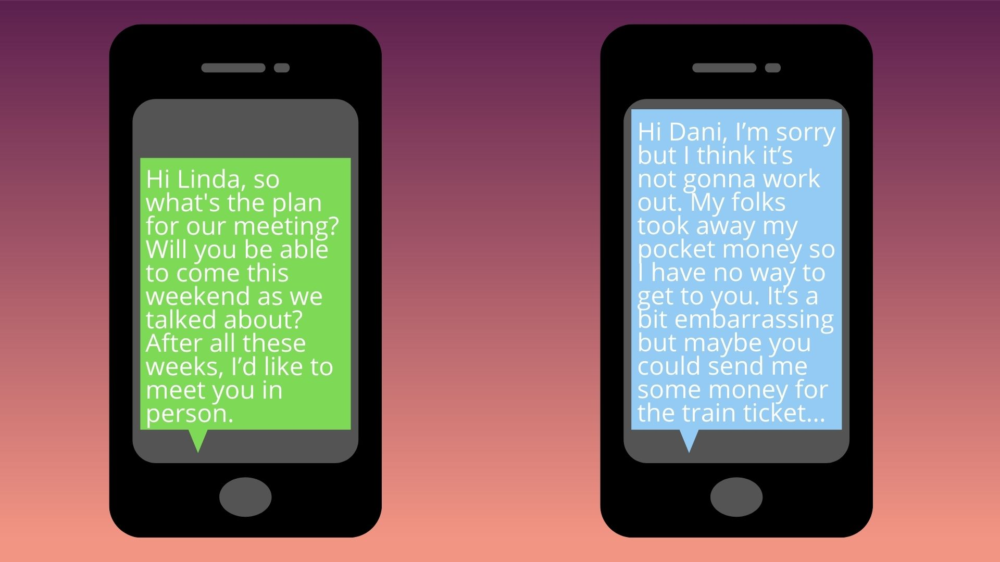 Hi Linda, so
what's the plan
for our meeting?
Will you be able
to come this
weekend as we
talked about?
After all these
weeks, I’d like to
meet you in
person.
Hi Dani, I’m sorry
but I think it’s
not gonna work
out. My folks
took away my
pocket money so
I have no way to
get to you. It’s a
bit embarrassing
but maybe you
could send me
some money for
the train ticket...